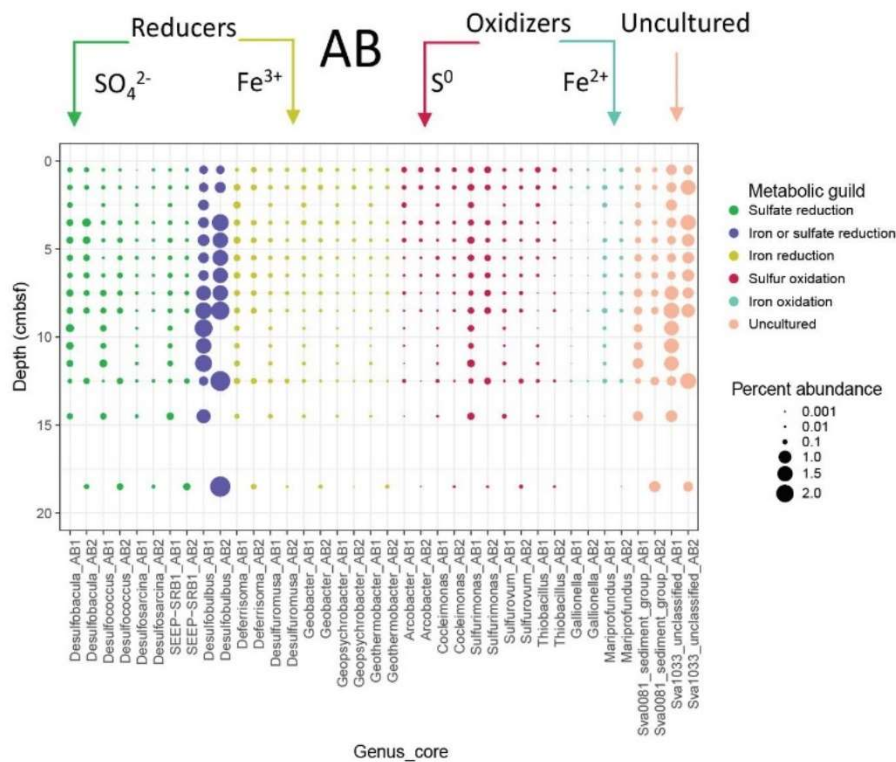 Reducers
AB
Oxidizers
Uncultured
SO₄²⁻
Fe³⁺
S⁰
Fe²⁺
0
5
10
15
20
Depth (cmbsf)
Desulfobacula_AB1
Desulfobacula_AB2
Desulfococcus_AB1
Desulfococcus_AB2
Desulfosarcina_AB1
Desulfosarcina_AB2
SEEP-SRB1_AB1
SEEP-SRB1_AB2
Desulfobulbus_AB1
Desulfobulbus_AB2
Deferrisoma_AB1
Deferrisoma_AB2
Desulfuromusa_AB1
Desulfuromusa_AB2
Geobacter_AB1
Geobacter_AB2
Geopsychrobacter_AB1
Geopsychrobacter_AB2
Geothermobacter_AB1
Geothermobacter_AB2
Arcobacter_AB1
Arcobacter_AB2
Cocleimonas_AB1
Cocleimonas_AB2
Sulfurimonas_AB1
Sulfurimonas_AB2
Sulfurovum_AB1
Sulfurovum_AB2
Thiobacillus_AB1
Thiobacillus_AB2
Gallionella_AB1
Gallionella_AB2
Mariprofundus_AB1
Mariprofundus_AB2
Sva0081_sediment_group_AB1
Sva0081_sediment_group_AB2
Sva1033_unclassified_AB1
Sva1033_unclassified_AB2
Genus_core
Metabolic guild
Sulfate reduction
Iron or sulfate reduction
Iron reduction
Sulfur oxidation
Iron oxidation
Uncultured
Percent abundance
0.001
0.01
0.1
1.0
1.5
2.0